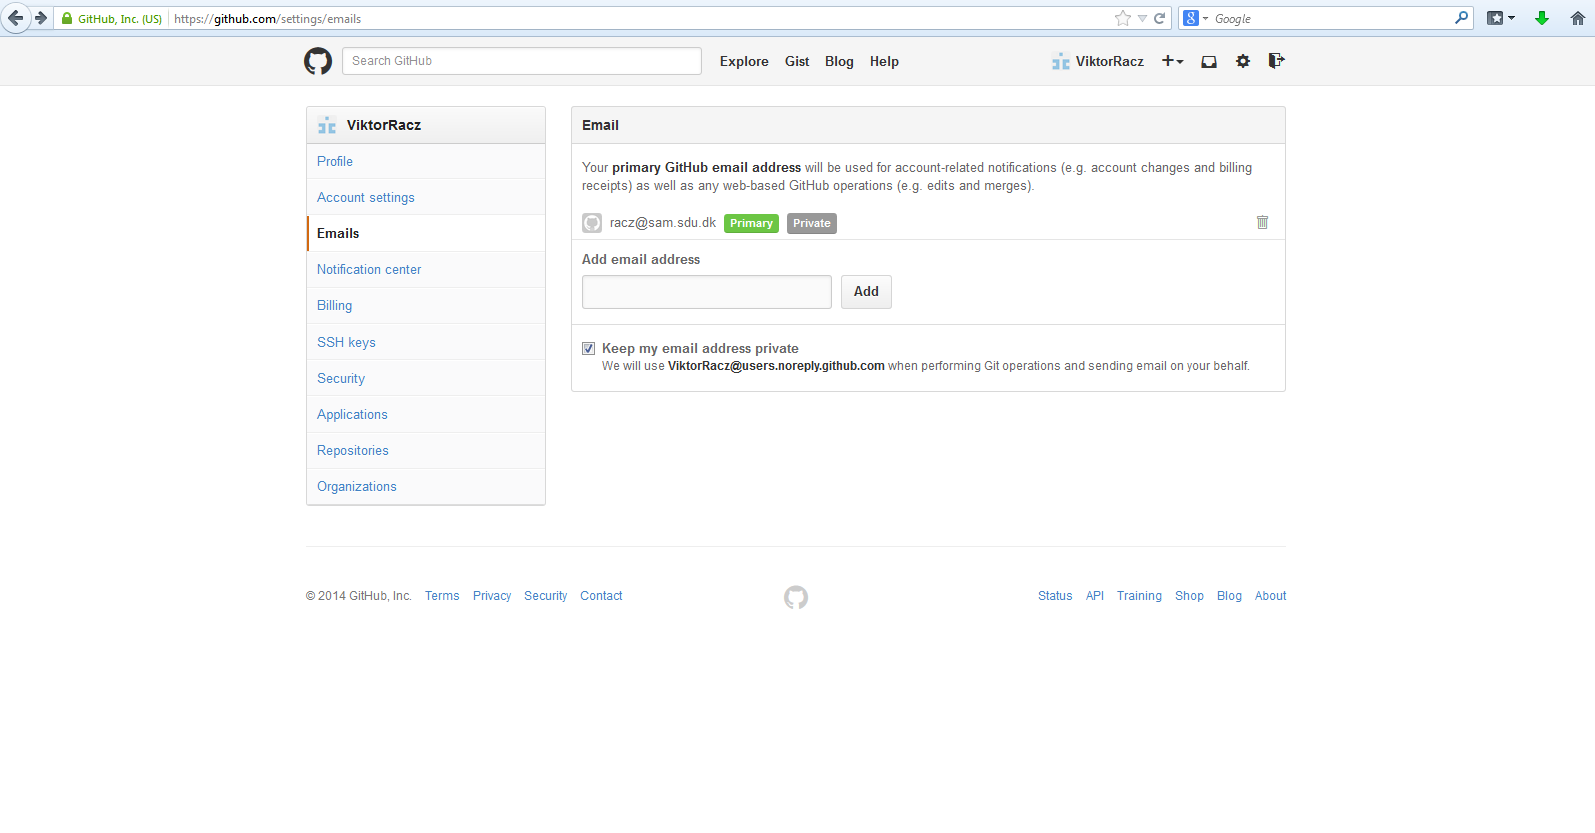 GitHub, Inc. (US) https://github.com/settings/emails Google
Search GitHub Explore Gist Blog Help ViktorRacz
ViktorRacz
Profile
Account settings
Emails
Notification center
Billing
SSH keys
Security
Applications
Repositories
Organizations
Email
Your primary GitHub email address will be used for account-related notifications (e.g. account changes and billing
receipts) as well as any web-based GitHub operations (e.g. edits and merges).
racz@sam.sdu.dk Primary Private
Add email address
Add
Keep my email address private
We will use ViktorRacz@users.noreply.github.com when performing Git operations and sending email on your behalf.
© 2014 GitHub, Inc. Terms Privacy Security Contact Status API Training Shop Blog About